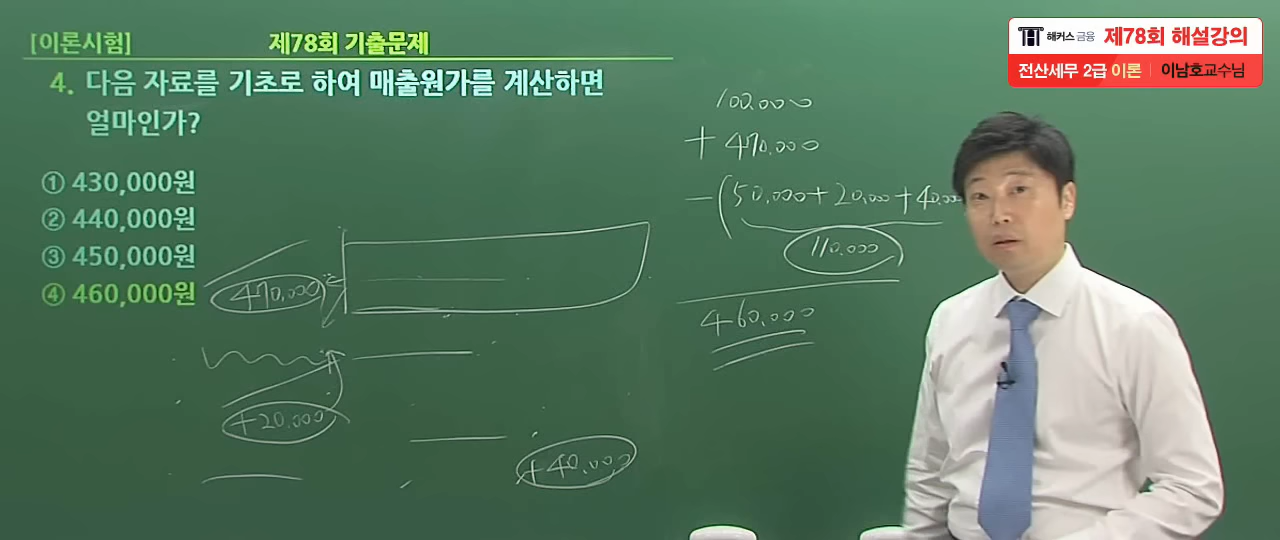 [이론시험] 제78회 기출문제
4. 다음 자료를 기초로 하여 매출원가를 계산하면
얼마인가?
① 430,000원
② 440,000원
③ 450,000원
④ 460,000원
470,000
+20,000
+40,000
100,000
+ 470,000
- (50,000+20,000+40,000
110,000
460,000
해커스 금융 제78회 해설강의
전산세무 2급 이론 | 이남호교수님